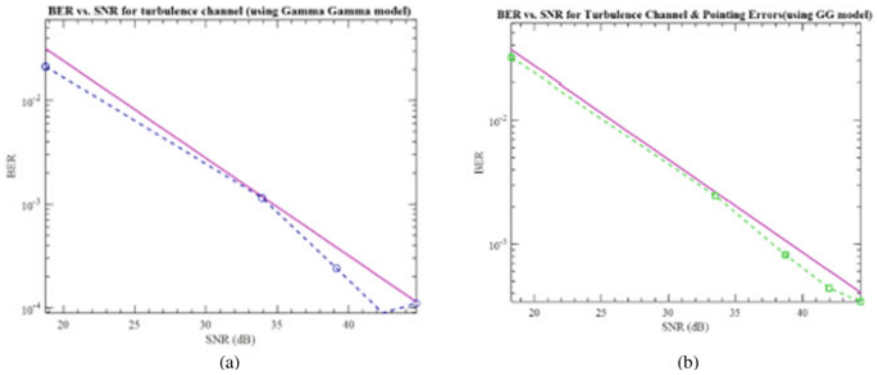 BER vs. SNR for turbulence channel (using Gamma Gamma model)
10^-2
10^-3
10^-4
BER
20 25 30 35 40
SNR (dB)
(a)
BER vs. SNR for Turbulence Channel & Pointing Errors(using GG model)
10^-2
10^-3
BER
20 25 30 35 40
SNR (dB)
(b)